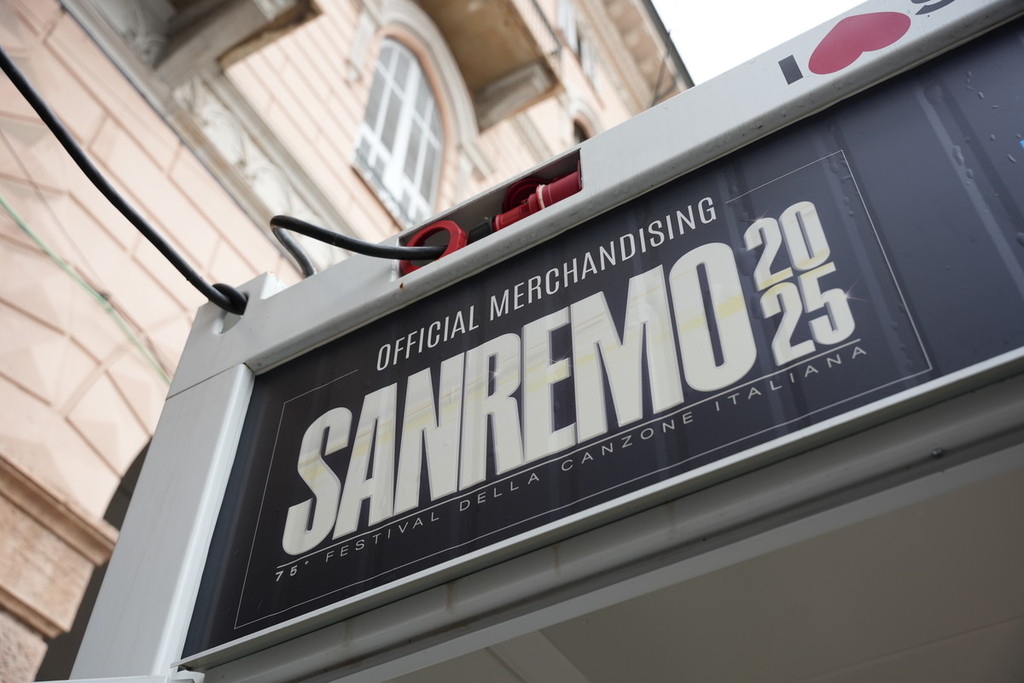 I
OFFICIAL MERCHANDISING
SANREMO
20
25
75° FESTIVAL DELLA CANZONE ITALIANA